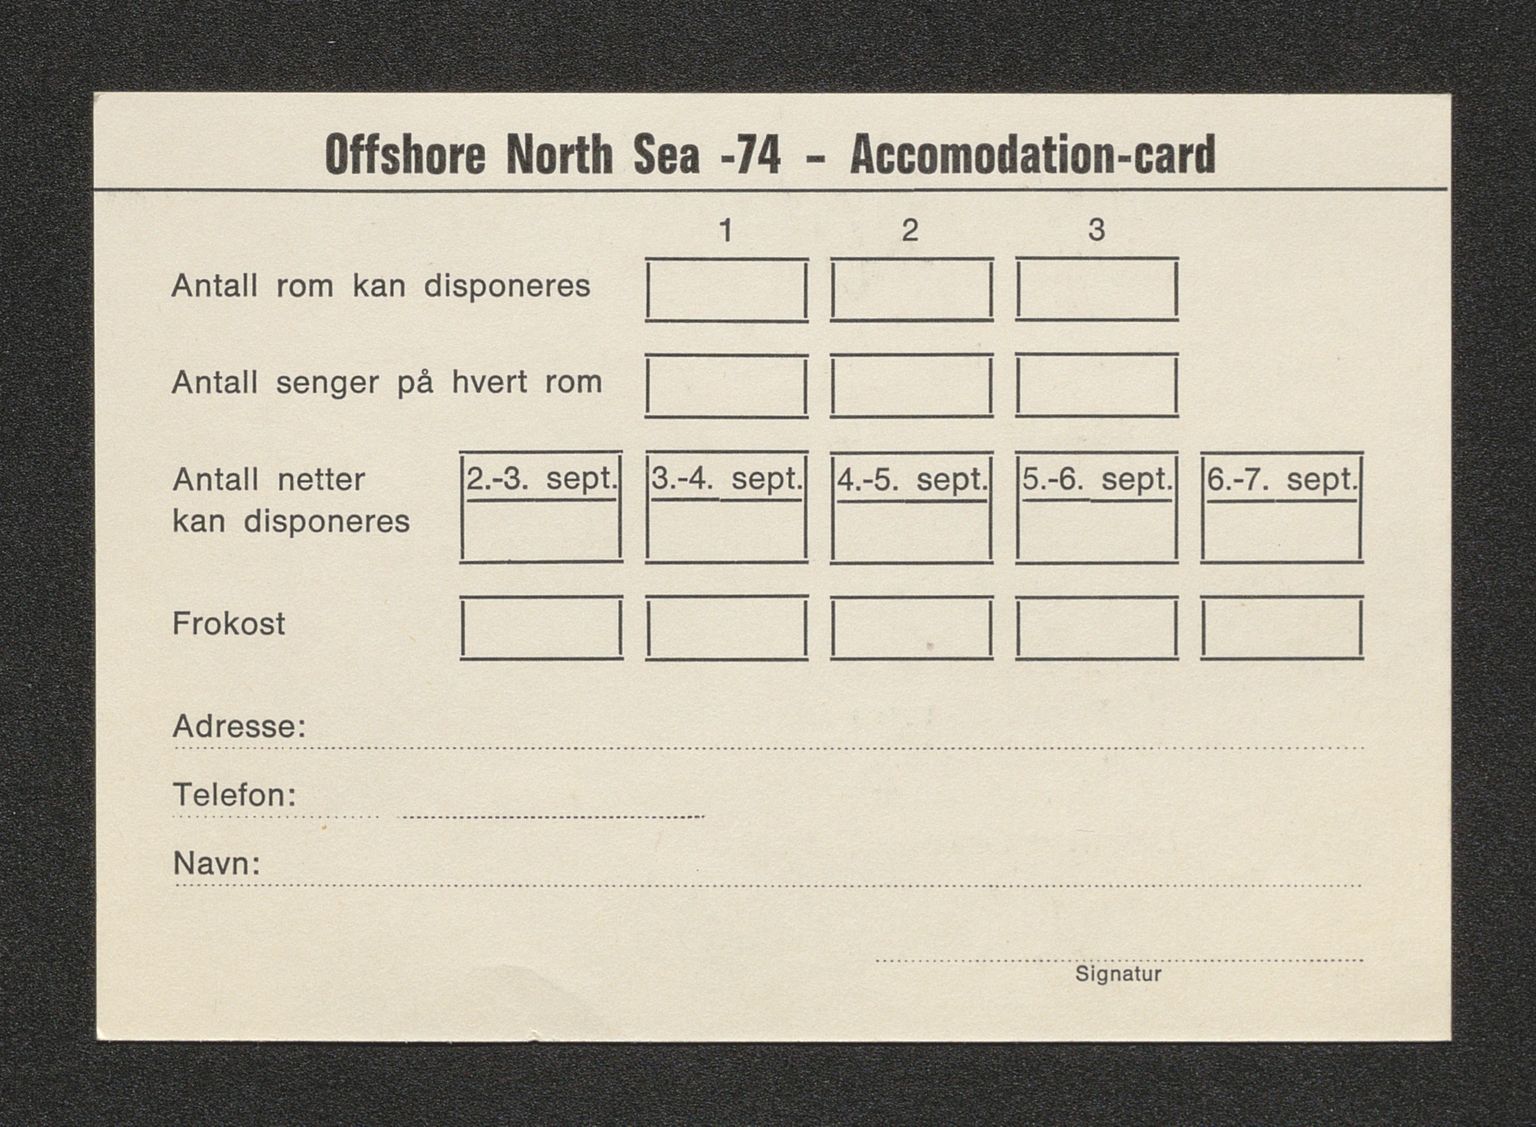 Offshore North Sea -74 – Accomodation-card
1 2 3
Antall rom kan disponeres
Antall senger på hvert rom
Antall netter
kan disponeres
2.-3. sept. 3.-4. sept. 4.-5. sept. 5.-6. sept. 6.-7. sept.
Frokost
Adresse:
Telefon:
Navn:
Signatur